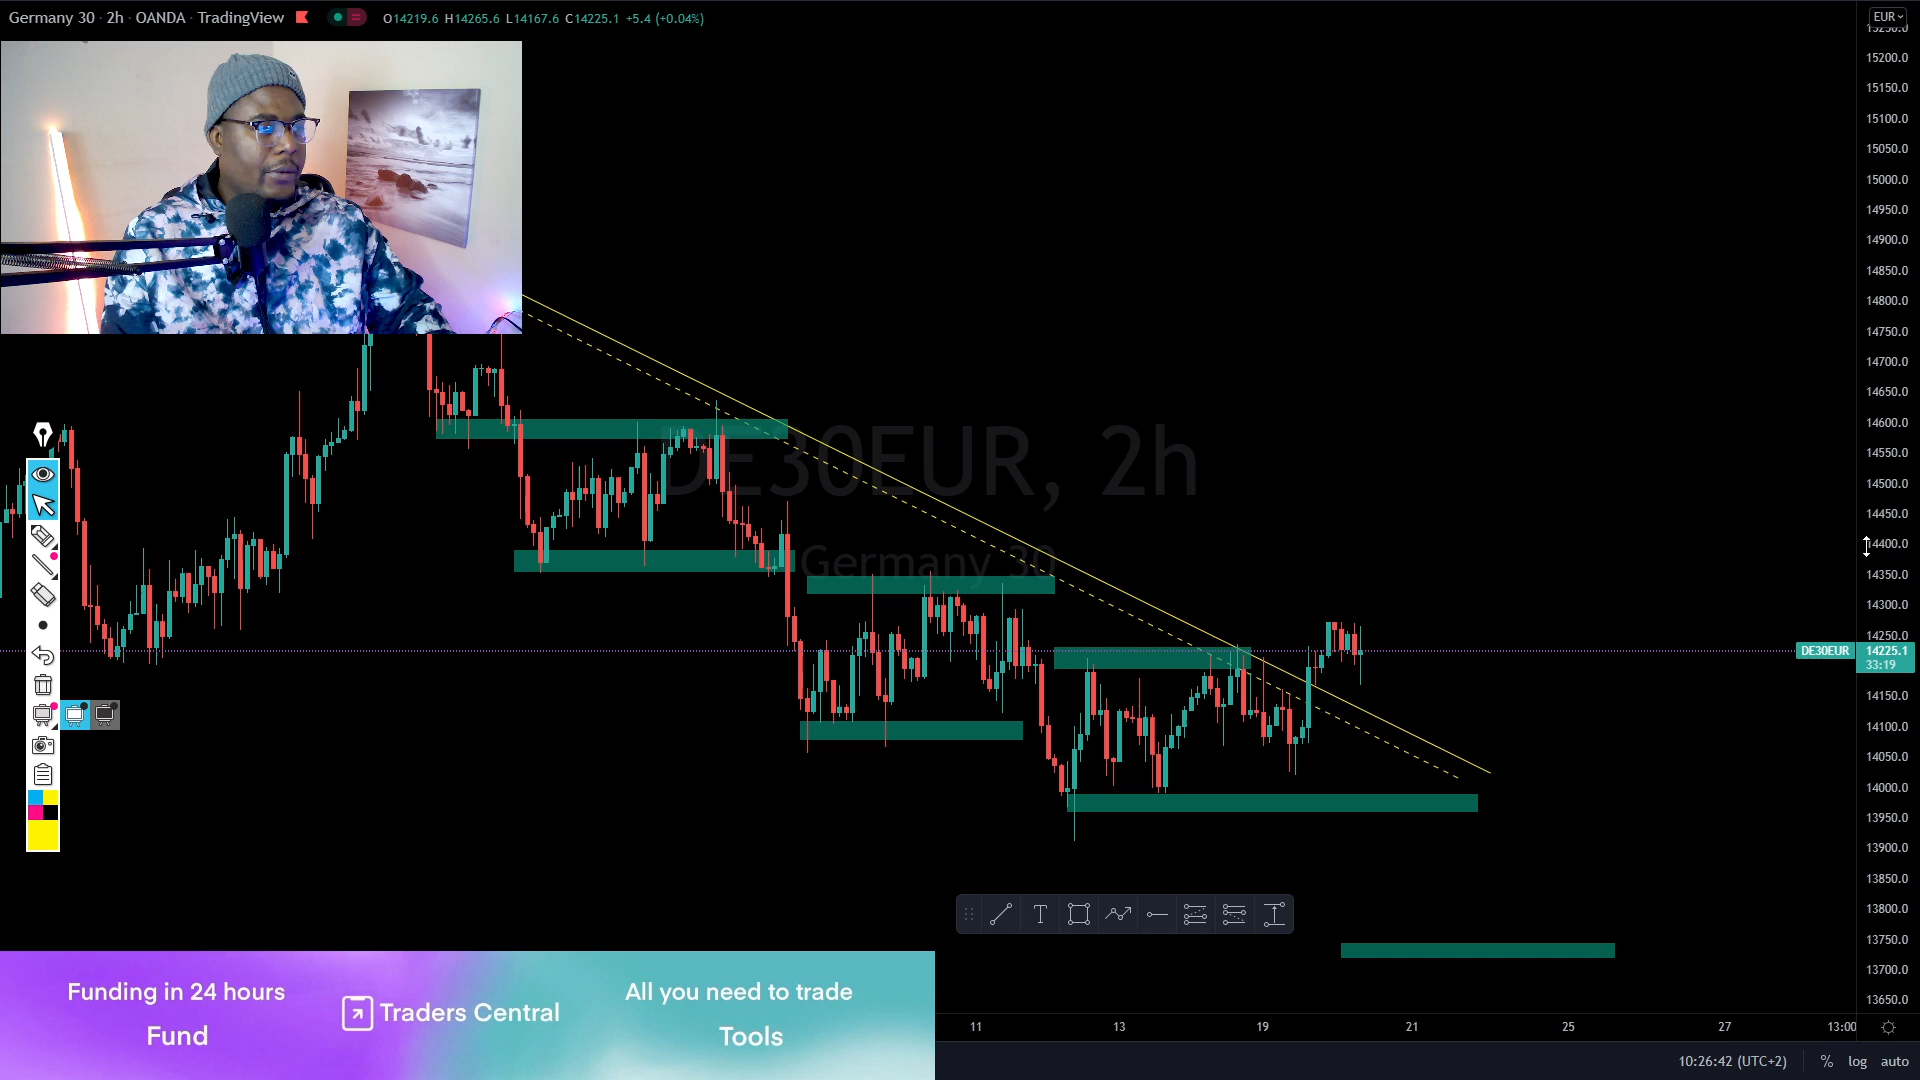 Germany 30 · 2h · OANDA · TradingView
O14219.6 H14265.6 L14167.6 C14225.1 +5.4 (+0.04%)
EUR
15250.0
15200.0
15150.0
15100.0
15050.0
15000.0
14950.0
14900.0
14850.0
14800.0
14750.0
14700.0
14650.0
14600.0
14550.0
14500.0
14450.0
14400.0
14350.0
14300.0
14250.0
DE30EUR 14225.1
33:19
14150.0
14100.0
14050.0
14000.0
13950.0
13900.0
13850.0
13800.0
13750.0
13700.0
13650.0
DE30EUR, 2h
Germany 30
T
11 13 19 21 25 27 13:00
Funding in 24 hours
Fund
Traders Central
All you need to trade
Tools
10:26:42 (UTC+2) % log auto